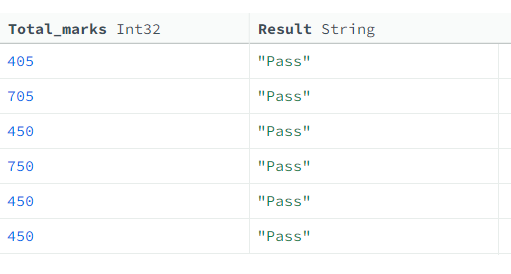 Total_marks Int32 Result String
405 "Pass"
705 "Pass"
450 "Pass"
750 "Pass"
450 "Pass"
450 "Pass"